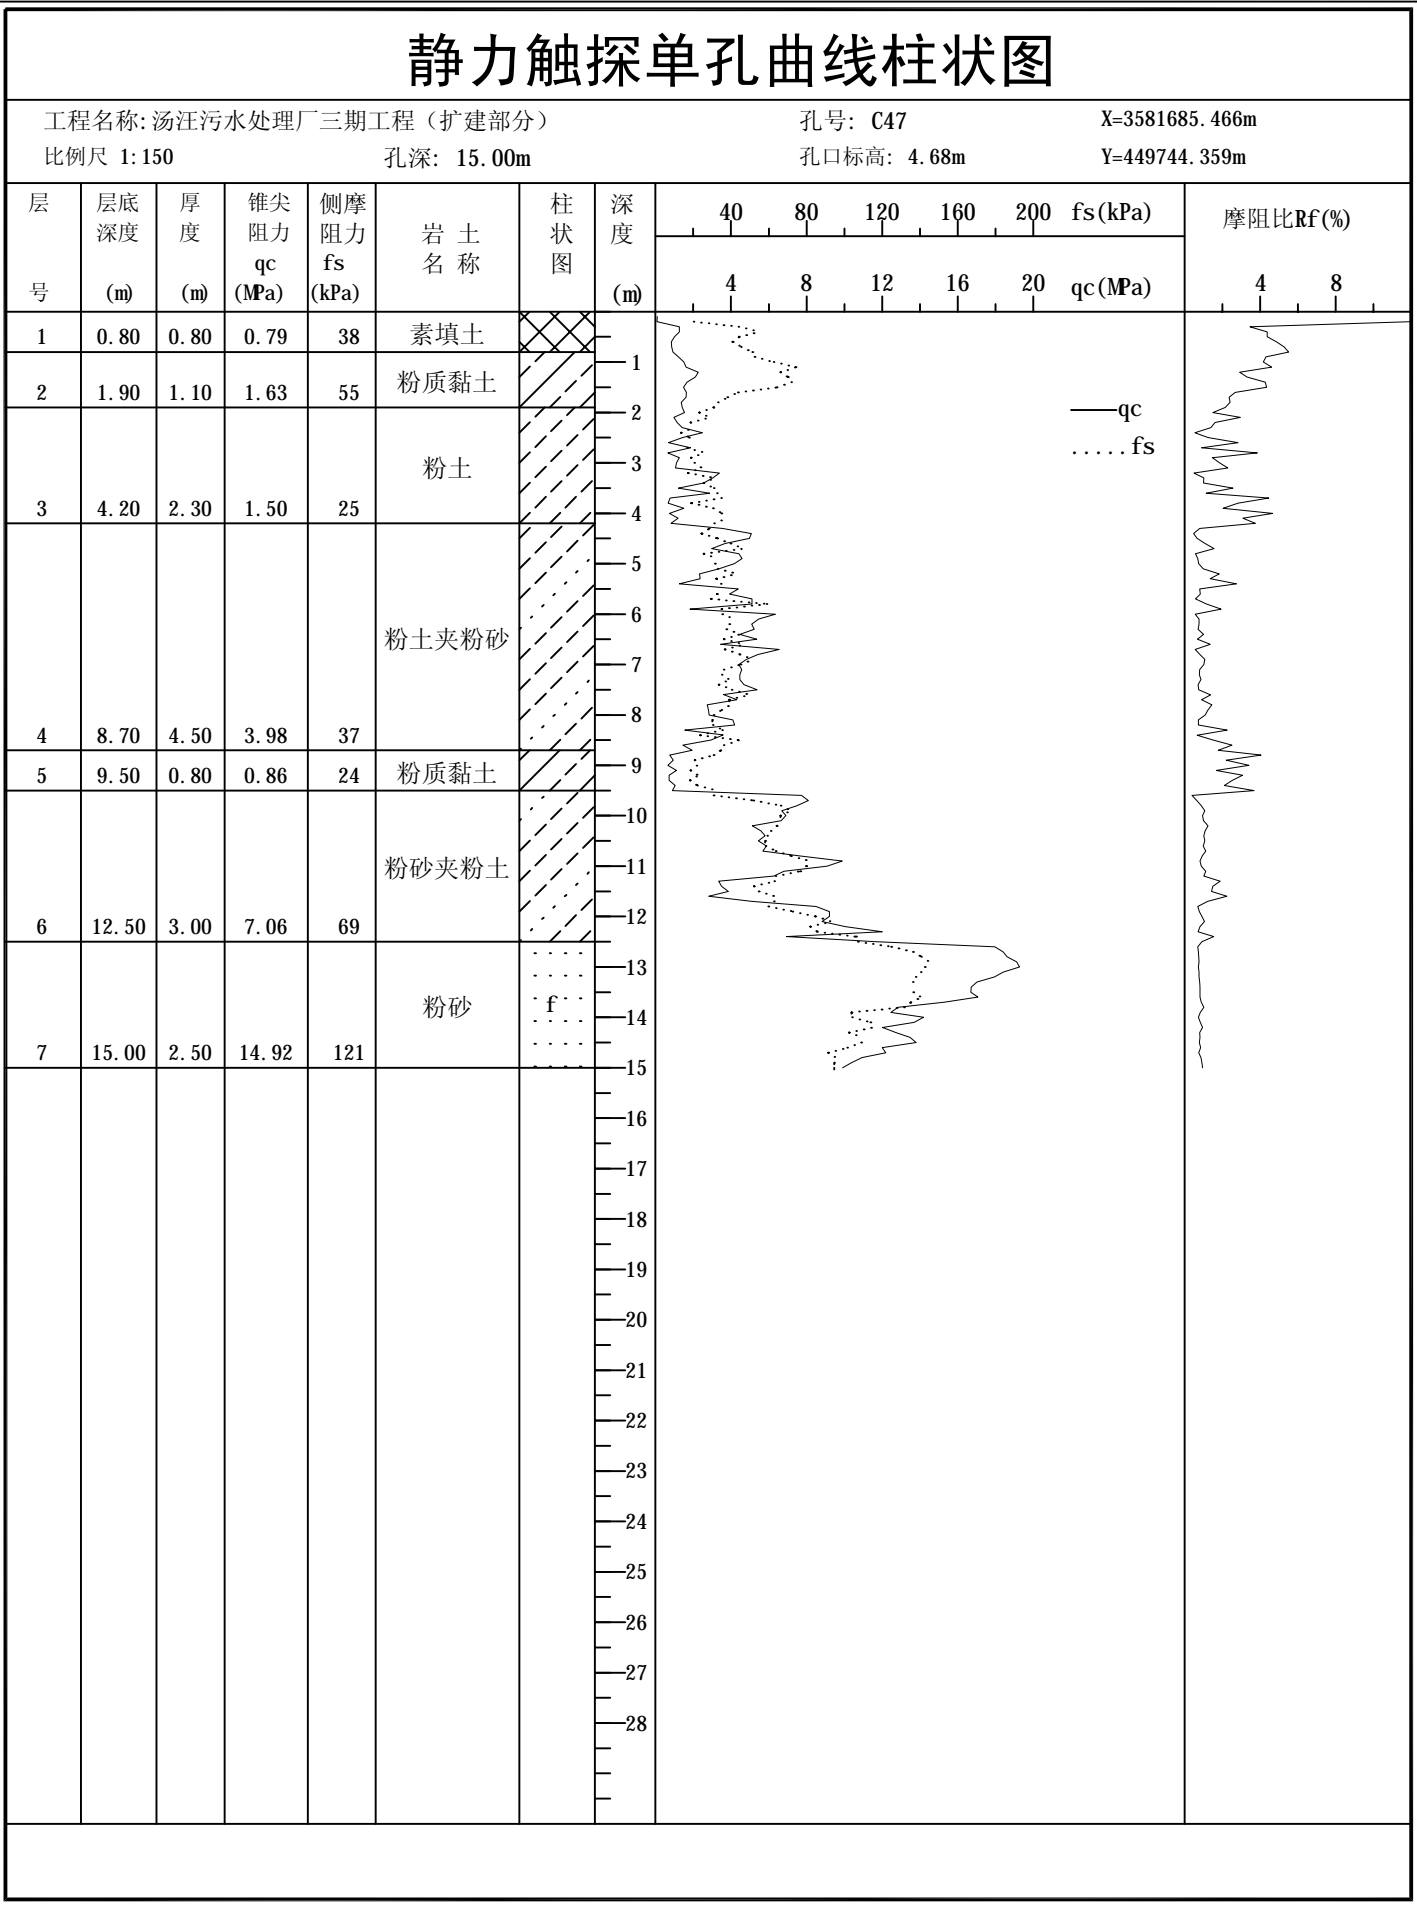 静力触探单孔曲线柱状图
工程名称: 汤汪污水处理厂三期工程（扩建部分） 孔号: C47 X=3581685.466m
比例尺 1:150 孔深: 15.00m 孔口标高: 4.68m Y=449744.359m
层号 层底深度(m) 厚度(m) 锥尖阻力qc(MPa) 侧摩阻力fs(kPa) 岩土名称 柱状图 深度(m)
40 80 120 160 200 fs(kPa)
4 8 12 16 20 qc(MPa)
摩阻比Rf(%)
4 8
1 0.80 0.80 0.79 38 素填土
2 1.90 1.10 1.63 55 粉质黏土
3 4.20 2.30 1.50 25 粉土
4 8.70 4.50 3.98 37 粉土夹粉砂
5 9.50 0.80 0.86 24 粉质黏土
6 12.50 3.00 7.06 69 粉砂夹粉土
7 15.00 2.50 14.92 121 粉砂
f
1
2
3
4
5
6
7
8
9
10
11
12
13
14
15
16
17
18
19
20
21
22
23
24
25
26
27
28
qc
fs